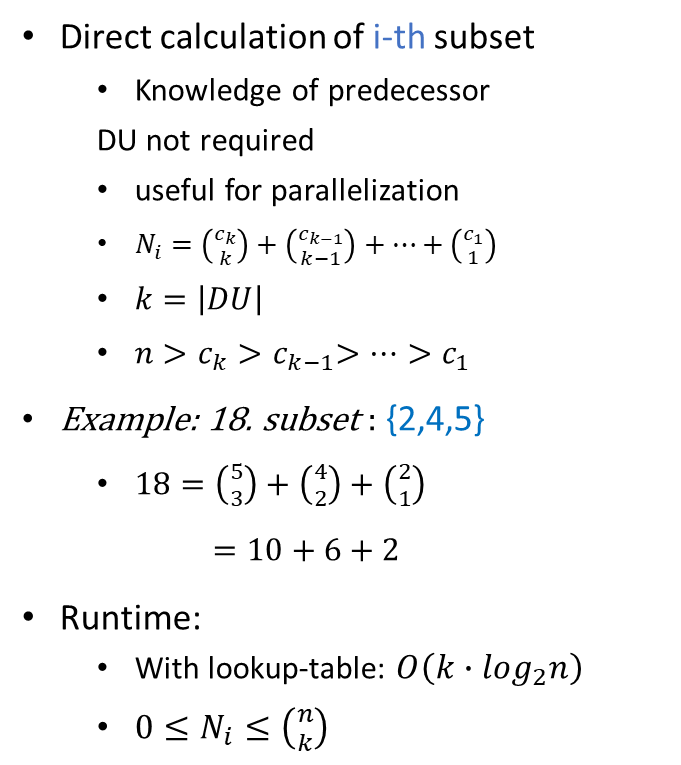 • Direct calculation of i-th subset
• Knowledge of predecessor
DU not required
• useful for parallelization
• $N_i = \binom{c_k}{k} + \binom{c_{k-1}}{k-1} + \cdots + \binom{c_1}{1}$
• $k = |DU|$
• $n > c_k > c_{k-1} > \cdots > c_1$
• Example: 18. subset : {2,4,5}
• $18 = \binom{5}{3} + \binom{4}{2} + \binom{2}{1}$
$= 10 + 6 + 2$
• Runtime:
• With lookup-table: $O(k \cdot log_2 n)$
• $0 \leq N_i \leq \binom{n}{k}$